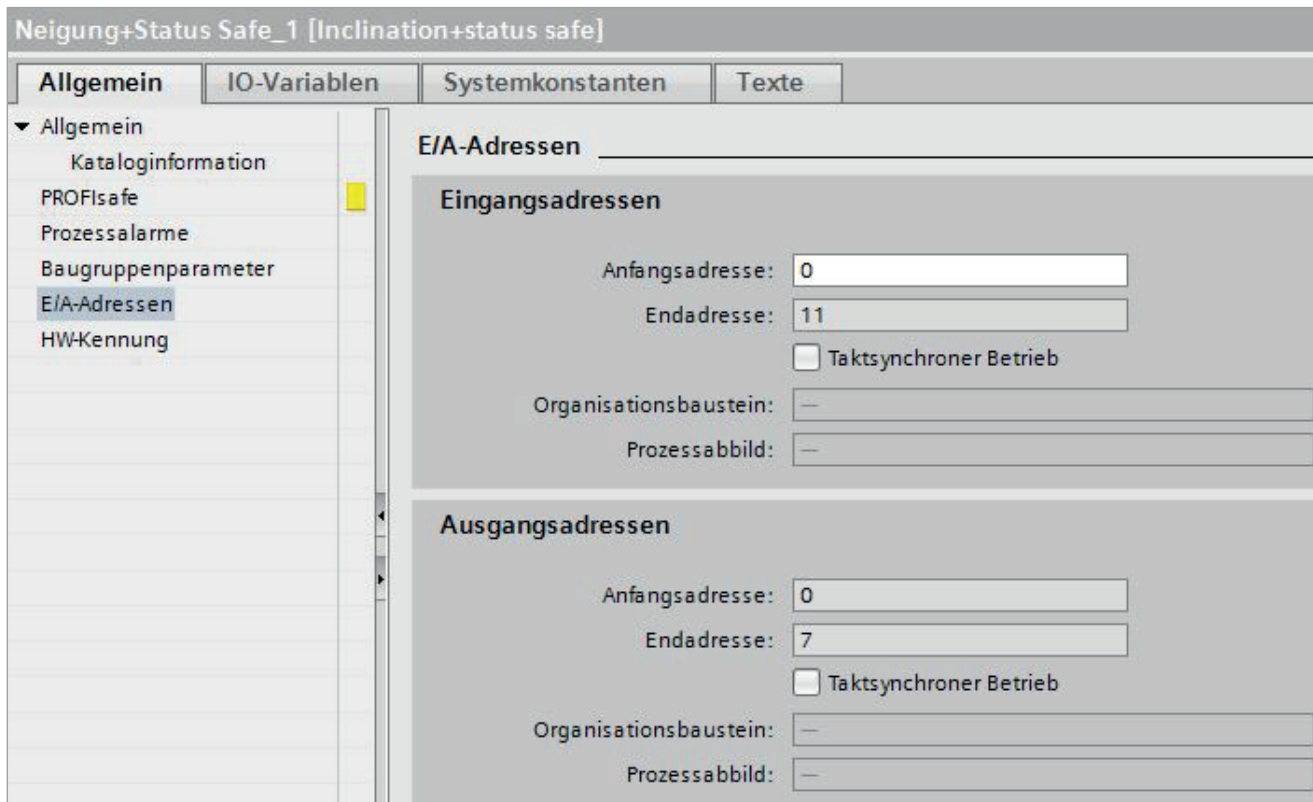 Neigung+Status Safe_1 [Inclination+status safe]
Allgemein IO-Variablen Systemkonstanten Texte
Allgemein
Kataloginformation
PROFIsafe
Prozessalarme
Baugruppenparameter
E/A-Adressen
HW-Kennung
E/A-Adressen
Eingangsadressen
Anfangsadresse: 0
Endadresse: 11
Taktsynchroner Betrieb
Organisationsbaustein: —
Prozessabbild: —
Ausgangsadressen
Anfangsadresse: 0
Endadresse: 7
Taktsynchroner Betrieb
Organisationsbaustein: —
Prozessabbild: —